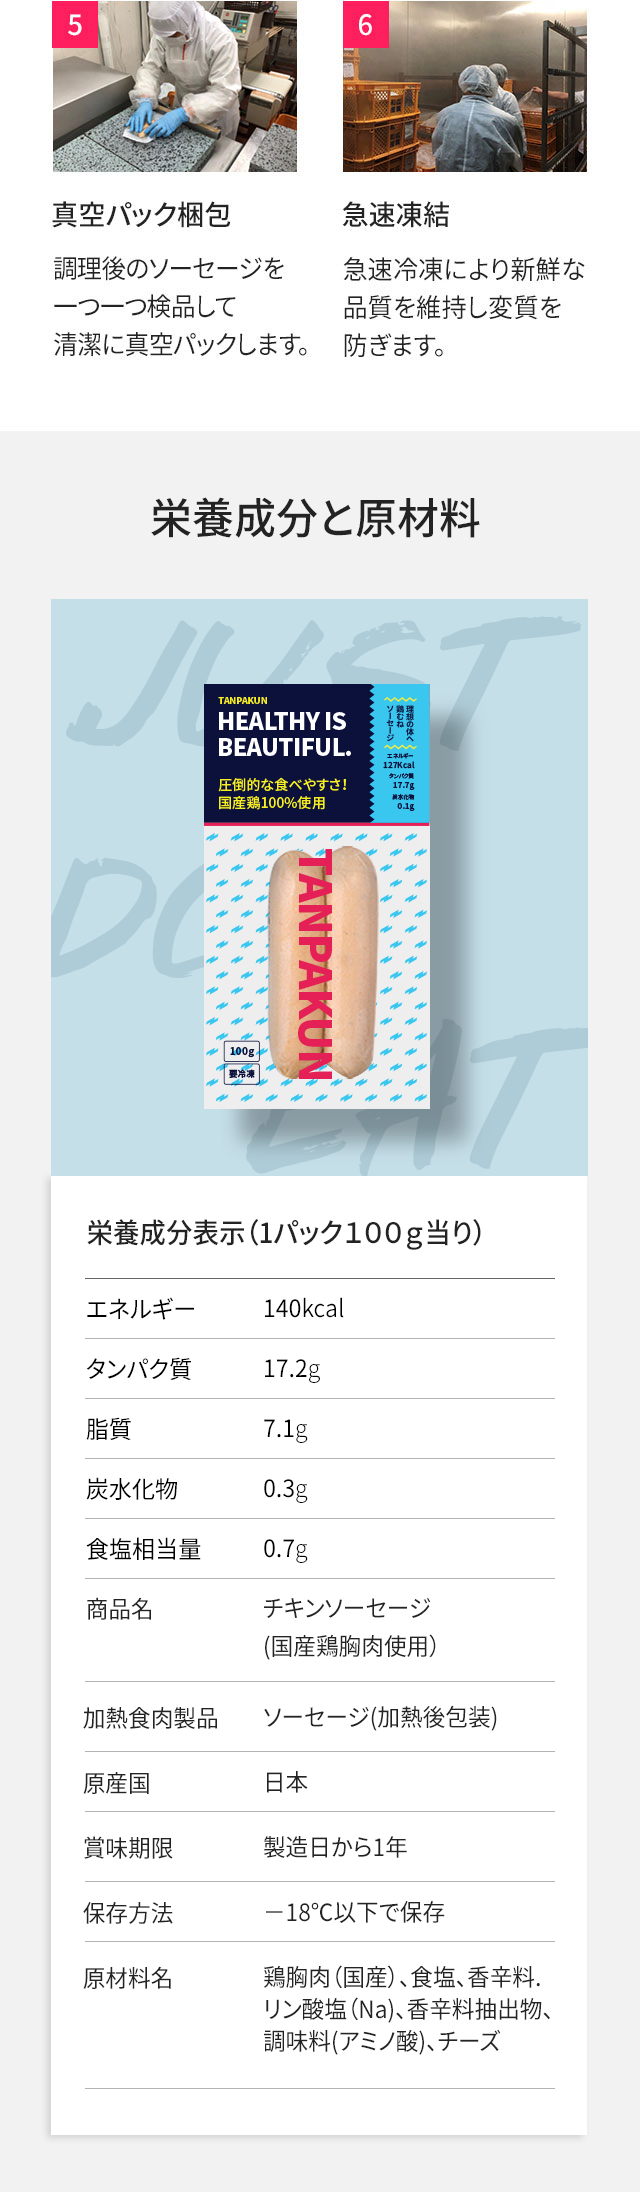 5
真空パック梱包
調理後のソーセージを
一つ一つ検品して
清潔に真空パックします。
6
急速凍結
急速冷凍により新鮮な
品質を維持し変質を
防ぎます。
栄養成分と原材料
JUST
DO
EAT
TANPAKUN
HEALTHY IS
BEAUTIFUL.
圧倒的な食べやすさ!
国産鶏100%使用
理想の体へ
鶏むね
ソーセージ
エネルギー
127Kcal
タンパク質
17.7g
炭水化物
0.1g
TANPAKUN
100g
要冷凍
栄養成分表示（1パック１００ｇ当り）
エネルギー 140kcal
タンパク質 17.2g
脂質 7.1g
炭水化物 0.3g
食塩相当量 0.7g
商品名 チキンソーセージ
(国産鶏胸肉使用）
加熱食肉製品 ソーセージ(加熱後包装)
原産国 日本
賞味期限 製造日から1年
保存方法 －18℃以下で保存
原材料名 鶏胸肉（国産）、食塩、香辛料.
リン酸塩（Na)、香辛料抽出物、
調味料(アミノ酸)、チーズ